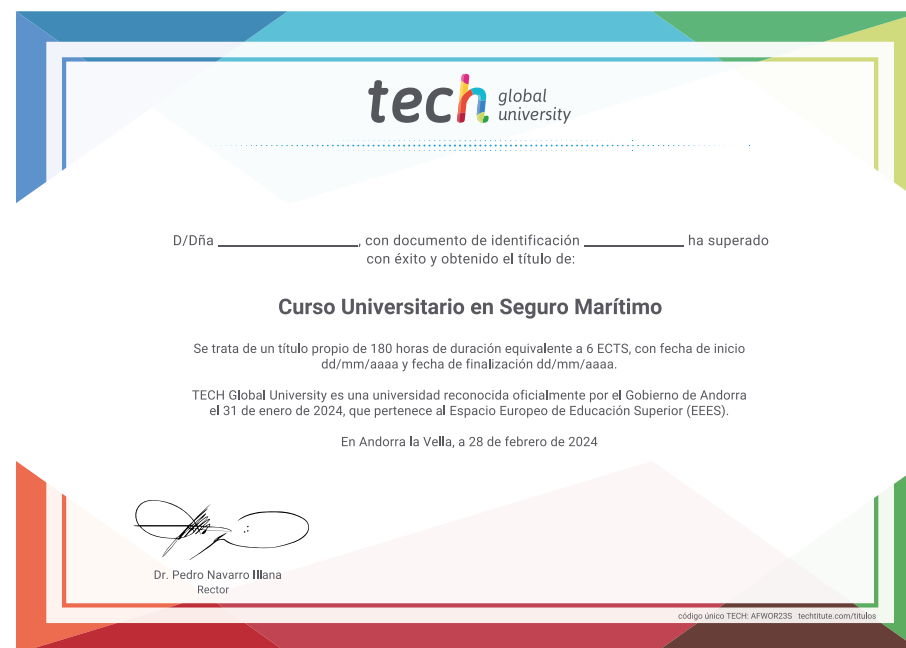 tech global university
D/Dña ____________________, con documento de identificación ______________ ha superado
con éxito y obtenido el título de:
Curso Universitario en Seguro Marítimo
Se trata de un título propio de 180 horas de duración equivalente a 6 ECTS, con fecha de inicio
dd/mm/aaaa y fecha de finalización dd/mm/aaaa.
TECH Global University es una universidad reconocida oficialmente por el Gobierno de Andorra
el 31 de enero de 2024, que pertenece al Espacio Europeo de Educación Superior (EEES).
En Andorra la Vella, a 28 de febrero de 2024
Dr. Pedro Navarro Illana
Rector
código único TECH: AFWOR23S techtitute.com/titulos